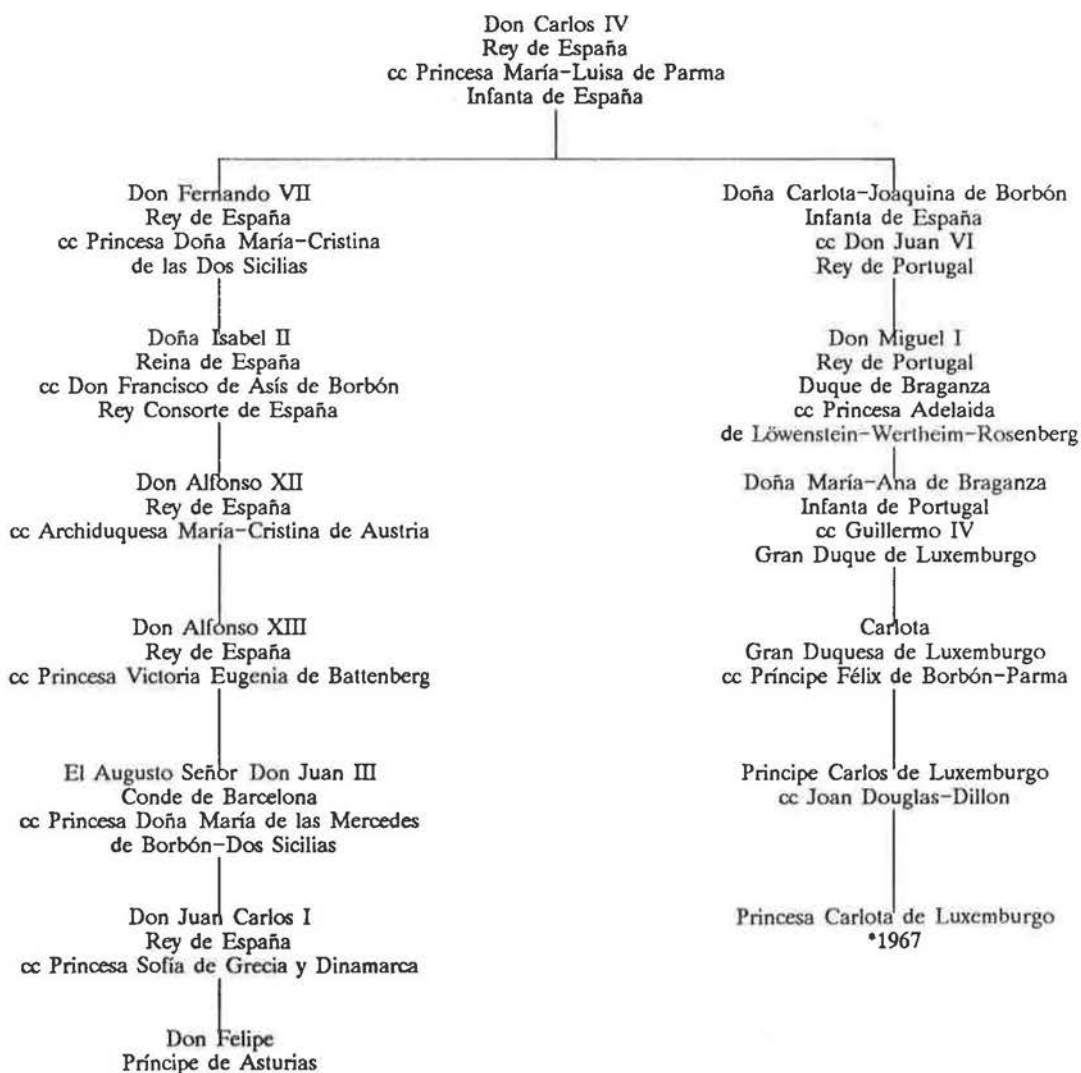 Don Carlos IV
Rey de España
cc Princesa María-Luisa de Parma
Infanta de España
Don Fernando VII
Rey de España
cc Princesa Doña María-Cristina
de las Dos Sicilias
Doña Isabel II
Reina de España
cc Don Francisco de Asís de Borbón
Rey Consorte de España
Don Alfonso XII
Rey de España
cc Archiduquesa María-Cristina de Austria
Don Alfonso XIII
Rey de España
cc Princesa Victoria Eugenia de Battenberg
El Augusto Señor Don Juan III
Conde de Barcelona
cc Princesa Doña María de las Mercedes
de Borbón-Dos Sicilias
Don Juan Carlos I
Rey de España
cc Princesa Sofía de Grecia y Dinamarca
Don Felipe
Príncipe de Asturias
Doña Carlota-Joaquina de Borbón
Infanta de España
cc Don Juan VI
Rey de Portugal
Don Miguel I
Rey de Portugal
Duque de Braganza
cc Princesa Adelaida
de Löwenstein-Wertheim-Rosenberg
Doña María-Ana de Braganza
Infanta de Portugal
cc Guillermo IV
Gran Duque de Luxemburgo
Carlota
Gran Duquesa de Luxemburgo
cc Príncipe Félix de Borbón-Parma
Principe Carlos de Luxemburgo
cc Joan Douglas-Dillon
Princesa Carlota de Luxemburgo
*1967